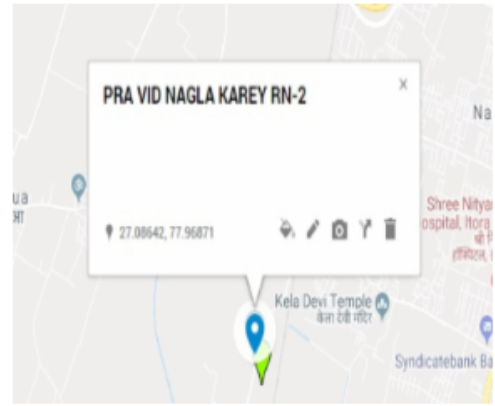 PRA VID NAGLA KAREY RN-2
×
Na
ua
27.08642, 77.96871
Shree Nitya
ospital, Itora
Kela Devi Temple
केला देवी मंदिर
Syndicatebank Ba